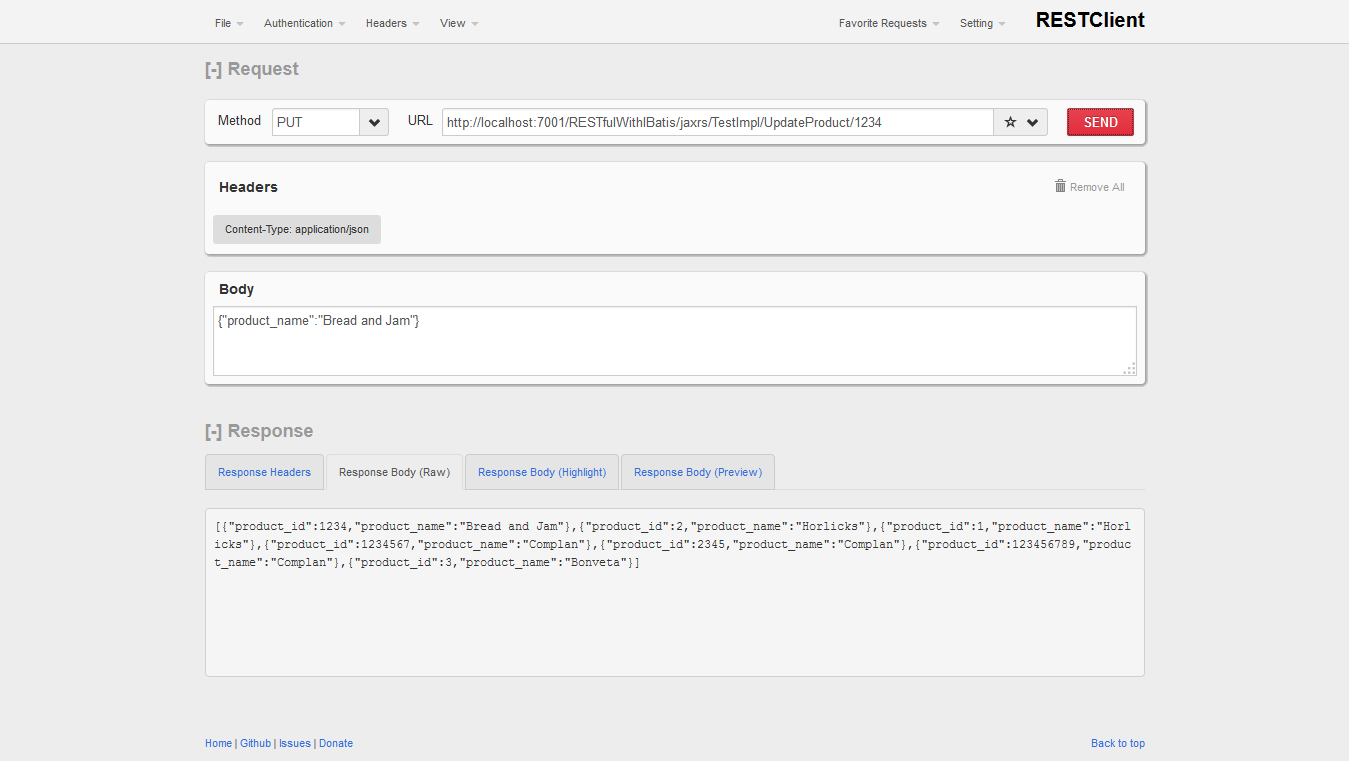 File Authentication Headers View Favorite Requests Setting RESTClient
[-] Request
Method PUT URL http://localhost:7001/RESTfulWithIBatis/jaxrs/TestImpl/UpdateProduct/1234 SEND
Headers Remove All
Content-Type: application/json
Body
{"product_name":"Bread and Jam"}
[-] Response
Response Headers Response Body (Raw) Response Body (Highlight) Response Body (Preview)
[{"product_id":1234,"product_name":"Bread and Jam"},{"product_id":2,"product_name":"Horlicks"},{"product_id":1,"product_name":"Horl
icks"},{"product_id":1234567,"product_name":"Complan"},{"product_id":2345,"product_name":"Complan"},{"product_id":123456789,"produc
t_name":"Complan"},{"product_id":3,"product_name":"Bonveta"}]
Home | Github | Issues | Donate Back to top